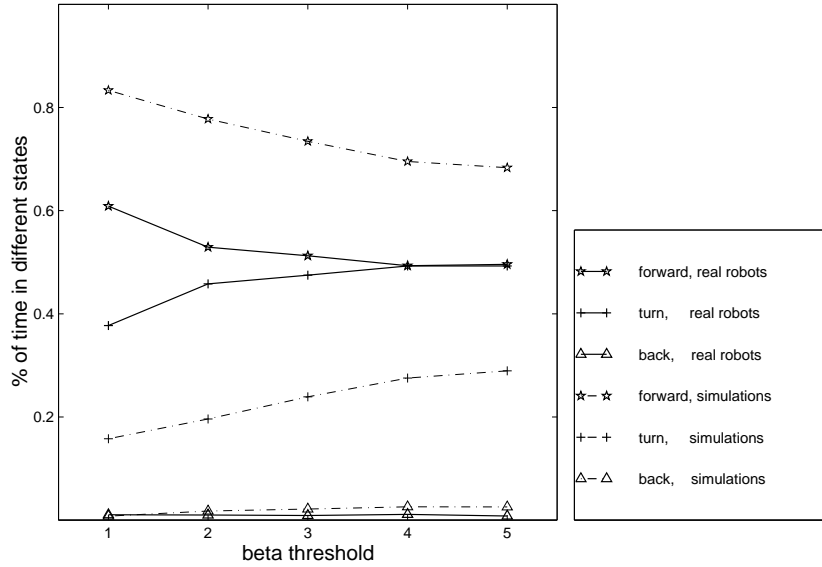 % of time in different states
0.8
0.6
0.4
0.2
1 2 3 4 5
beta threshold
forward, real robots
turn, real robots
back, real robots
forward, simulations
turn, simulations
back, simulations